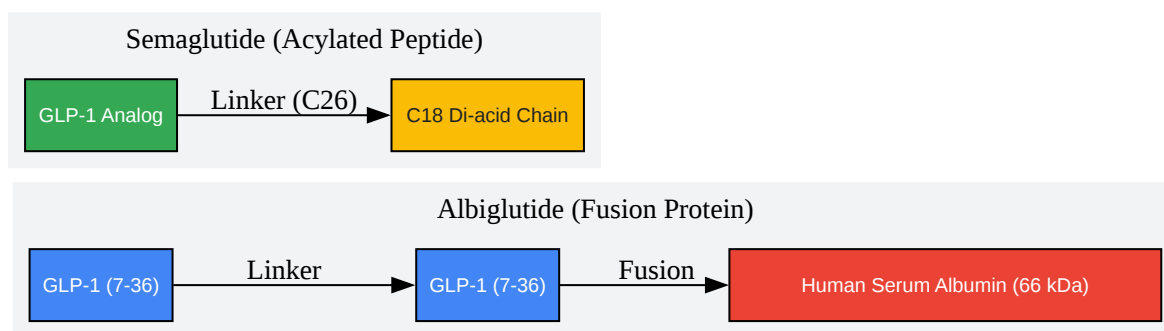 Semaglutide (Acylated Peptide)
GLP-1 Analog
Linker (C26)
C18 Di-acid Chain
Albiglutide (Fusion Protein)
GLP-1 (7-36)
Linker
GLP-1 (7-36)
Fusion
Human Serum Albumin (66 kDa)